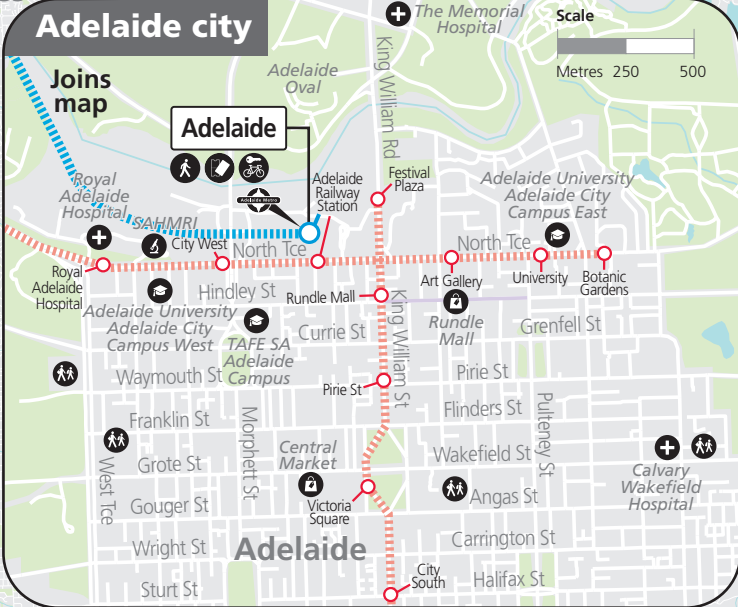 Adelaide city
The Memorial
Hospital
Scale
Metres 250 500
Joins
map
Adelaide
Oval
King William Rd
Adelaide
Adelaide Metro
Royal
Adelaide
Hospital
SAHMRI
Adelaide
Railway
Station
Festival
Plaza
Adelaide University
Adelaide City
Campus East
City West
North Tce
North Tce
Royal
Adelaide
Hospital
Art Gallery
University
Botanic
Gardens
Hindley St
Rundle Mall
Adelaide University
Adelaide City
Campus West
TAFE SA
Adelaide
Campus
Currie St
King William St
Rundle
Mall
Grenfell St
Waymouth St
Pirie St
Pirie St
Franklin St
Morphett St
Flinders St
Pulteney St
West Tce
Grote St
Central
Market
Wakefield St
Calvary
Wakefield
Hospital
Gouger St
Victoria
Square
Angas St
Wright St
Adelaide
Carrington St
Sturt St
City
South
Halifax St